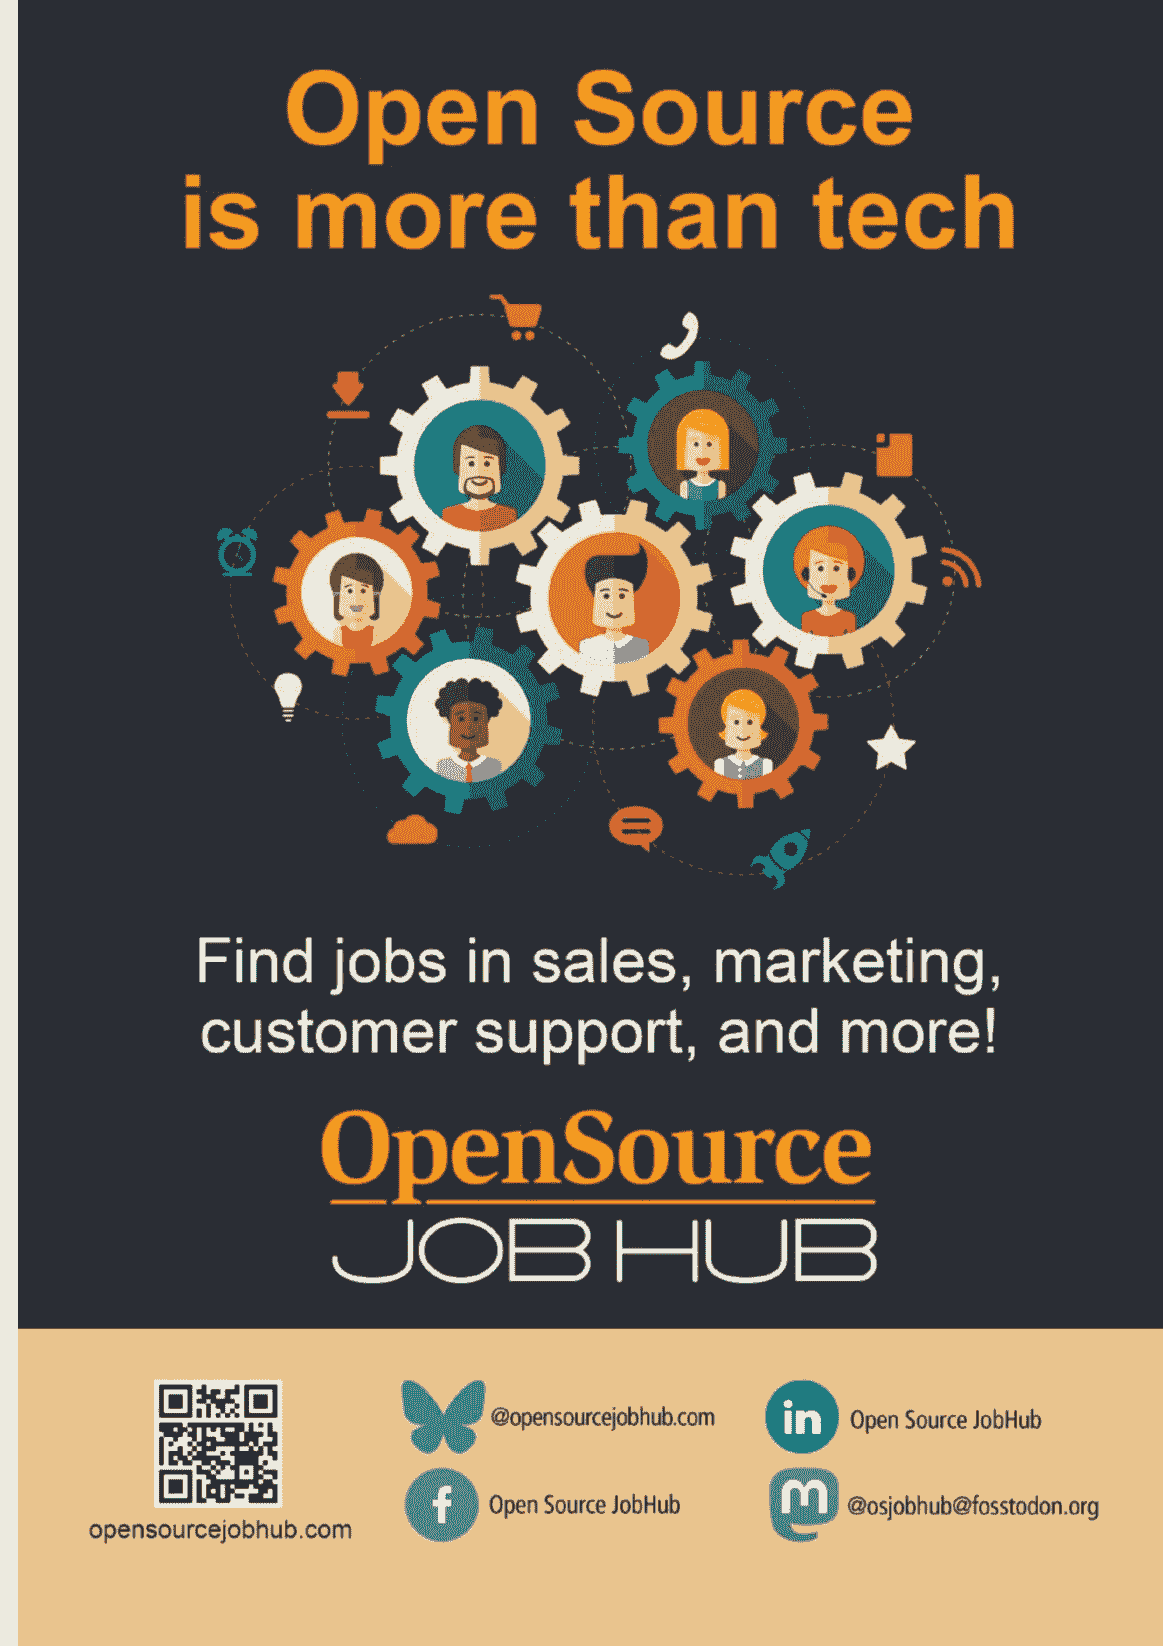 Open Source
is more than tech
Find jobs in sales, marketing,
customer support, and more!
OpenSource
JOB HUB
opensourcejobhub.com
@opensourcejobhub.com
Open Source JobHub
in
Open Source JobHub
@osjobhub@fosstodon.org